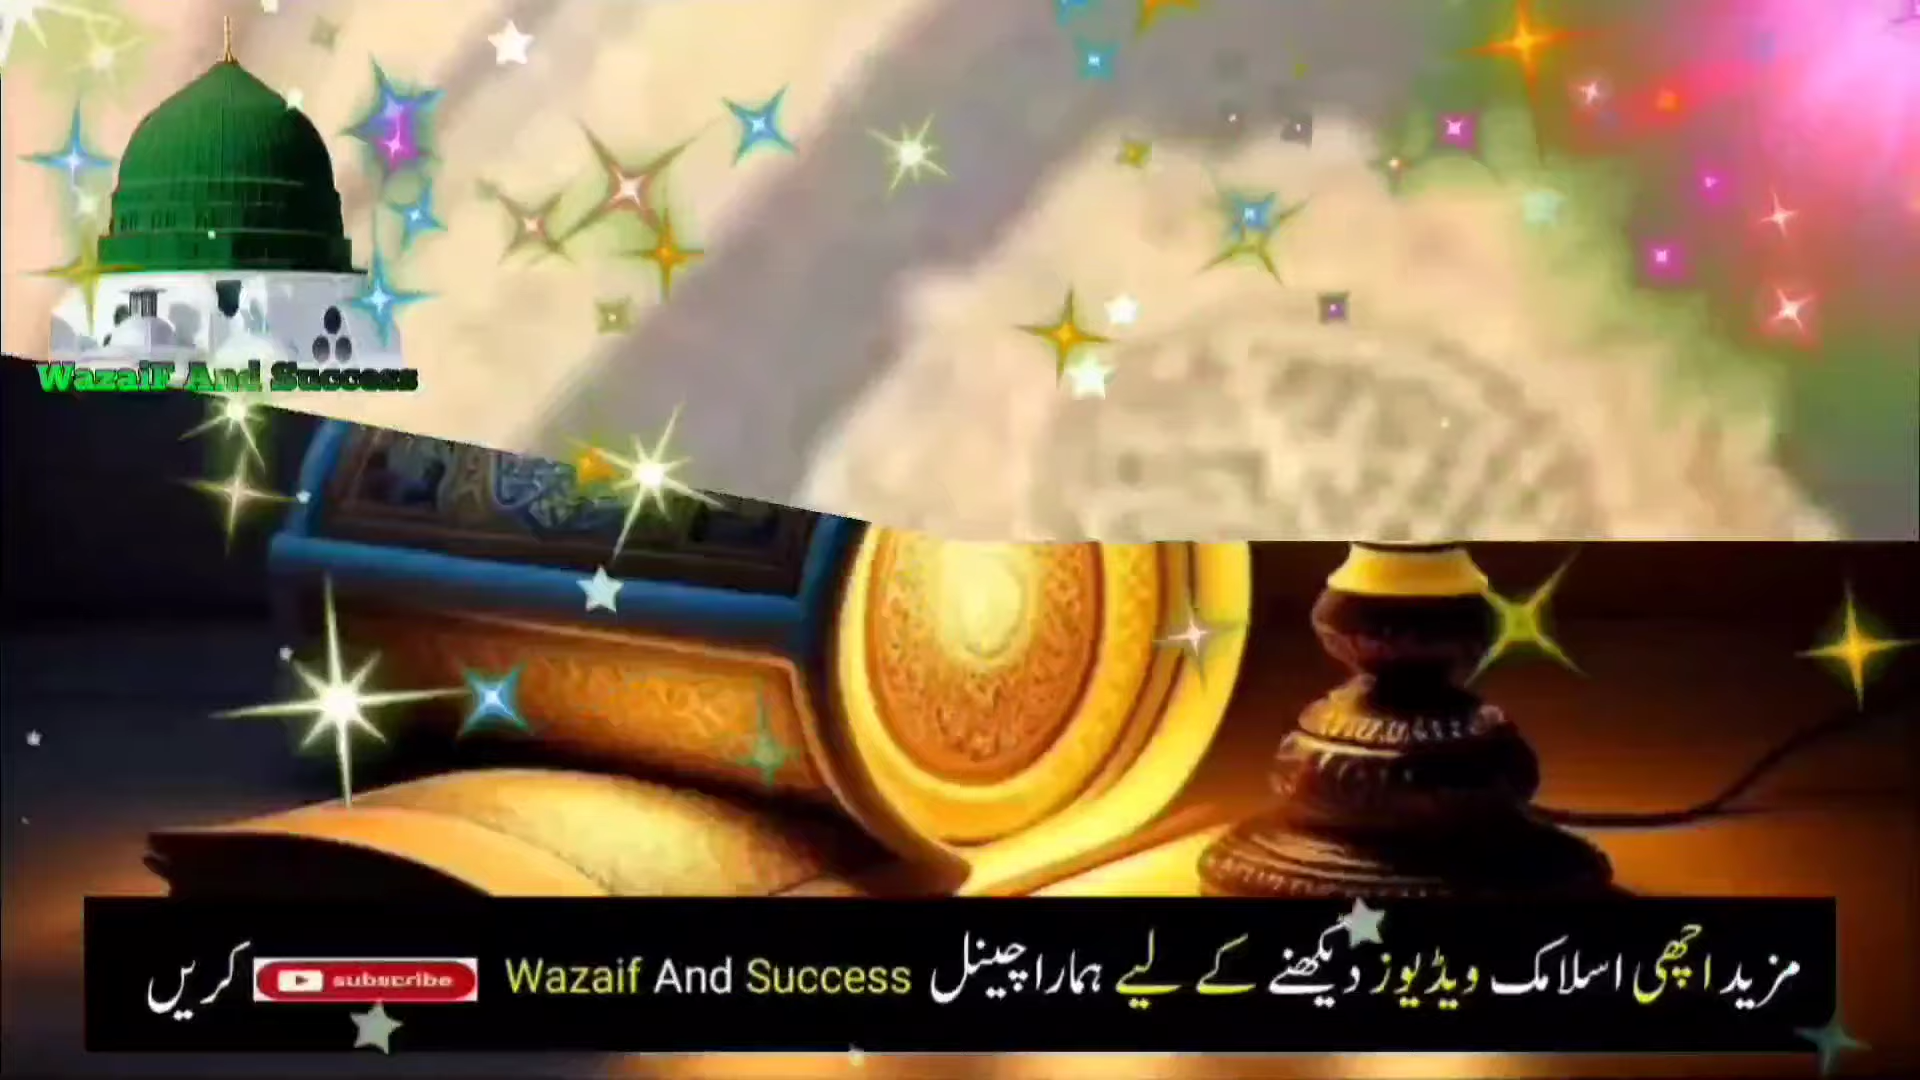 WazaiF And Success
مزید اچھی اسلامک ویڈیوز دیکھنے کے لیے ہمارا چینل Wazaif And Success subscribe کریں